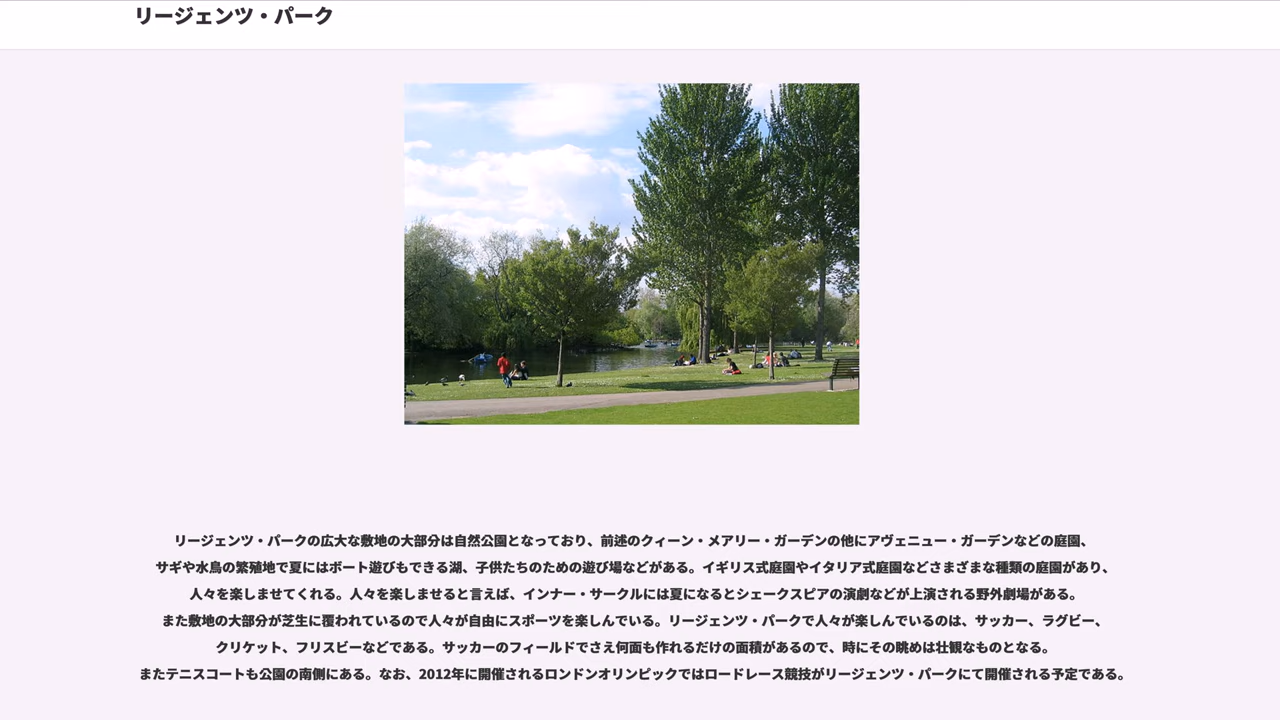 リージェンツ・パーク
リージェンツ・パークの広大な敷地の大部分は自然公園となっており、前述のクィーン・メアリー・ガーデンの他にアヴェニュー・ガーデンなどの庭園、
サギや水鳥の繁殖地で夏にはボート遊びもできる湖、子供たちのための遊び場などがある。イギリス式庭園やイタリア式庭園などさまざまな種類の庭園があり、
人々を楽しませてくれる。人々を楽しませると言えば、インナー・サークルには夏になるとシェークスピアの演劇などが上演される野外劇場がある。
また敷地の大部分が芝生に覆われているので人々が自由にスポーツを楽しんでいる。リージェンツ・パークで人々が楽しんでいるのは、サッカー、ラグビー、
クリケット、フリスビーなどである。サッカーのフィールドでさえ何面も作れるだけの面積があるので、時にその眺めは壮観なものとなる。
またテニスコートも公園の南側にある。なお、2012年に開催されるロンドンオリンピックではロードレース競技がリージェンツ・パークにて開催される予定である。